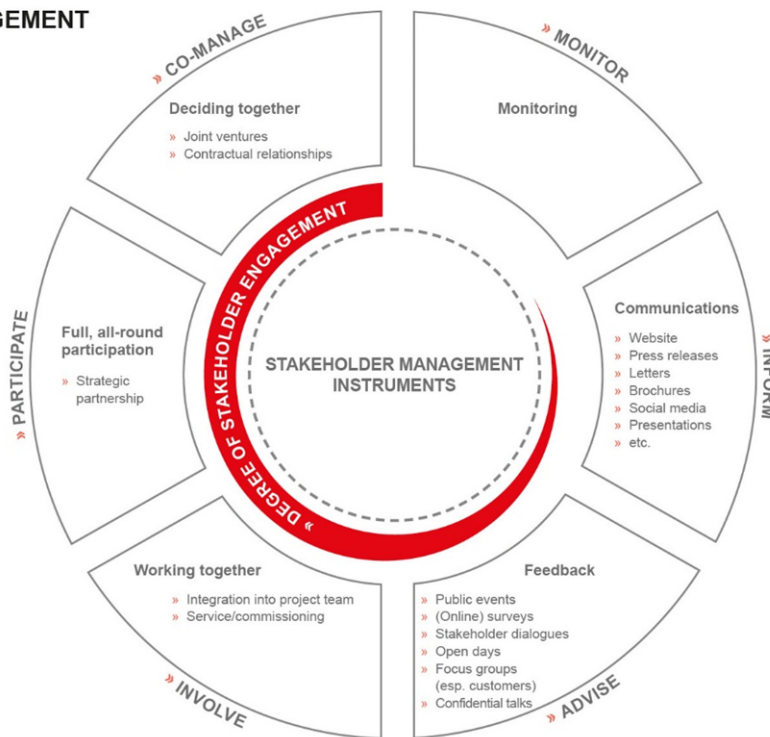 GEMENT
» CO-MANAGE
Deciding together
» Joint ventures
» Contractual relationships
» MONITOR
Monitoring
» INFORM
Communications
» Website
» Press releases
» Letters
» Brochures
» Social media
» Presentations
» etc.
» ADVISE
Feedback
» Public events
» (Online) surveys
» Stakeholder dialogues
» Open days
» Focus groups
(esp. customers)
» Confidential talks
» INVOLVE
Working together
» Integration into project team
» Service/commissioning
» PARTICIPATE
Full, all-round
participation
» Strategic
partnership
» DEGREE OF STAKEHOLDER ENGAGEMENT
STAKEHOLDER MANAGEMENT
INSTRUMENTS